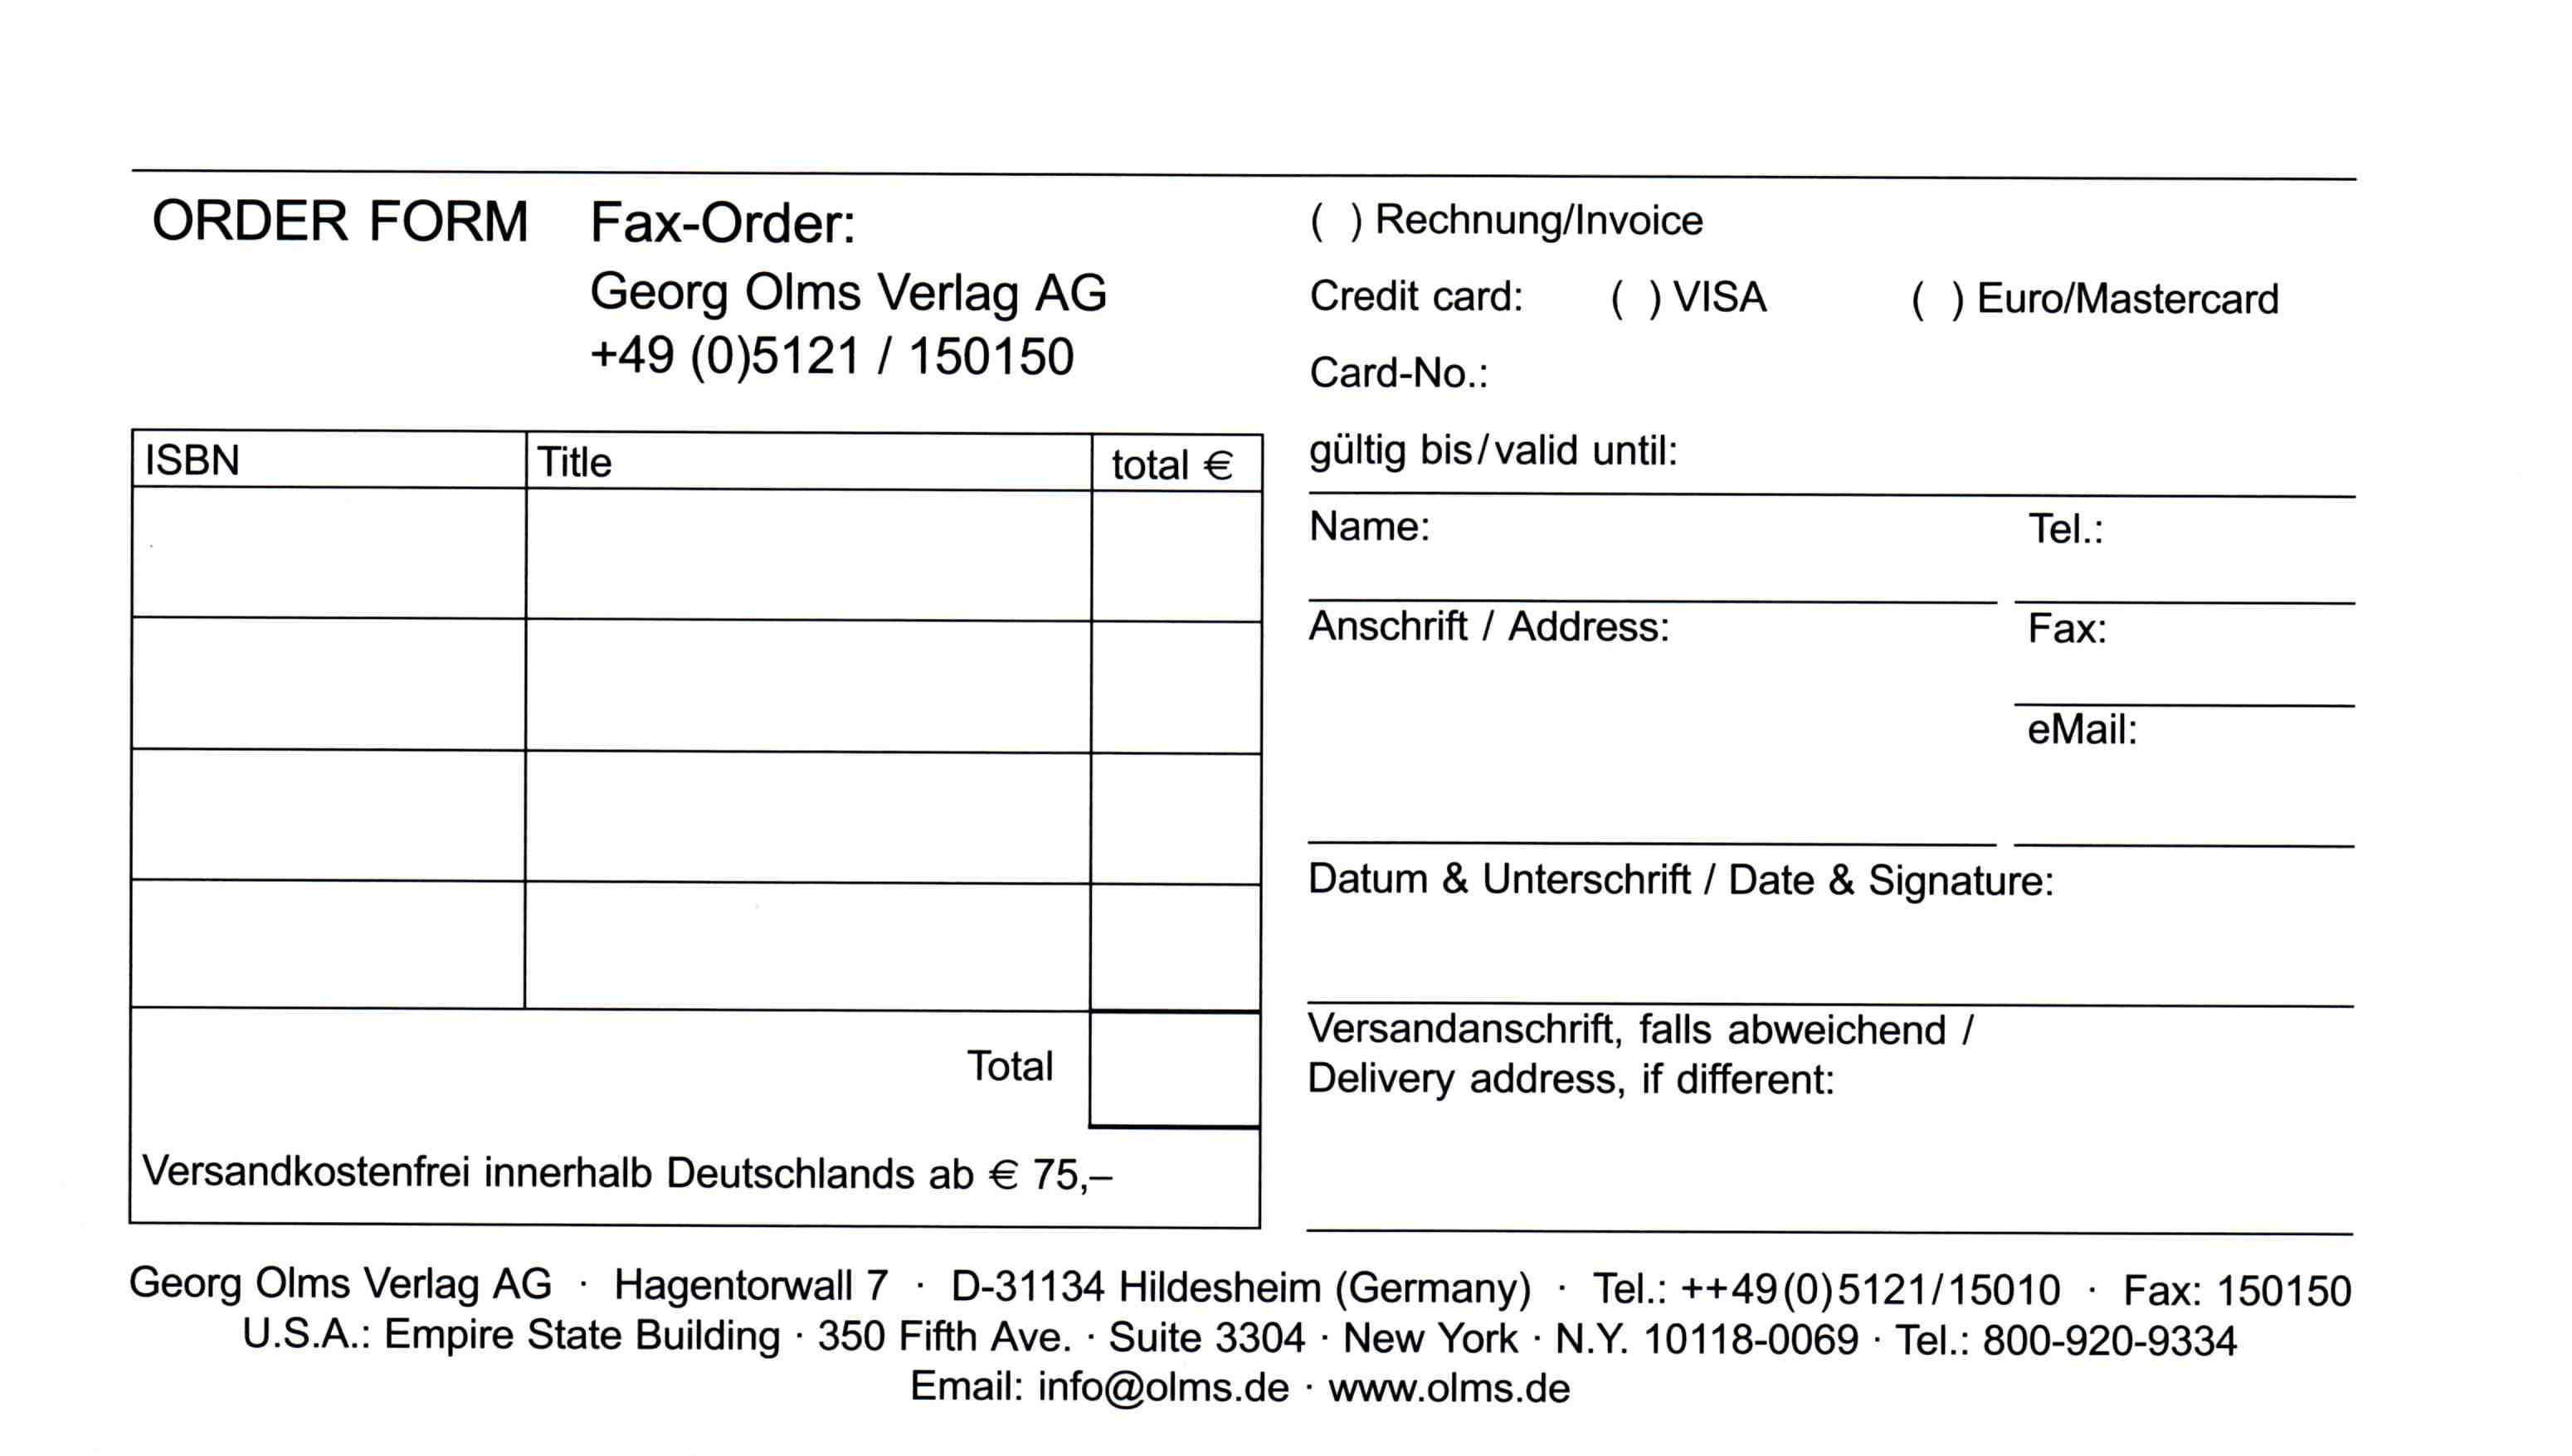 ORDER FORM Fax-Order:
Georg Olms Verlag AG
+49 (0)5121 / 150150
ISBN Title total €
Total
Versandkostenfrei innerhalb Deutschlands ab € 75,–
( ) Rechnung/Invoice
Credit card: ( ) VISA ( ) Euro/Mastercard
Card-No.:
gültig bis/valid until:
Name: Tel.:
Anschrift / Address: Fax:
eMail:
Datum & Unterschrift / Date & Signature:
Versandanschrift, falls abweichend /
Delivery address, if different:
Georg Olms Verlag AG · Hagentorwall 7 · D-31134 Hildesheim (Germany) · Tel.: ++49(0)5121/15010 · Fax: 150150
U.S.A.: Empire State Building · 350 Fifth Ave. · Suite 3304 · New York · N.Y. 10118-0069 · Tel.: 800-920-9334
Email: info@olms.de · www.olms.de